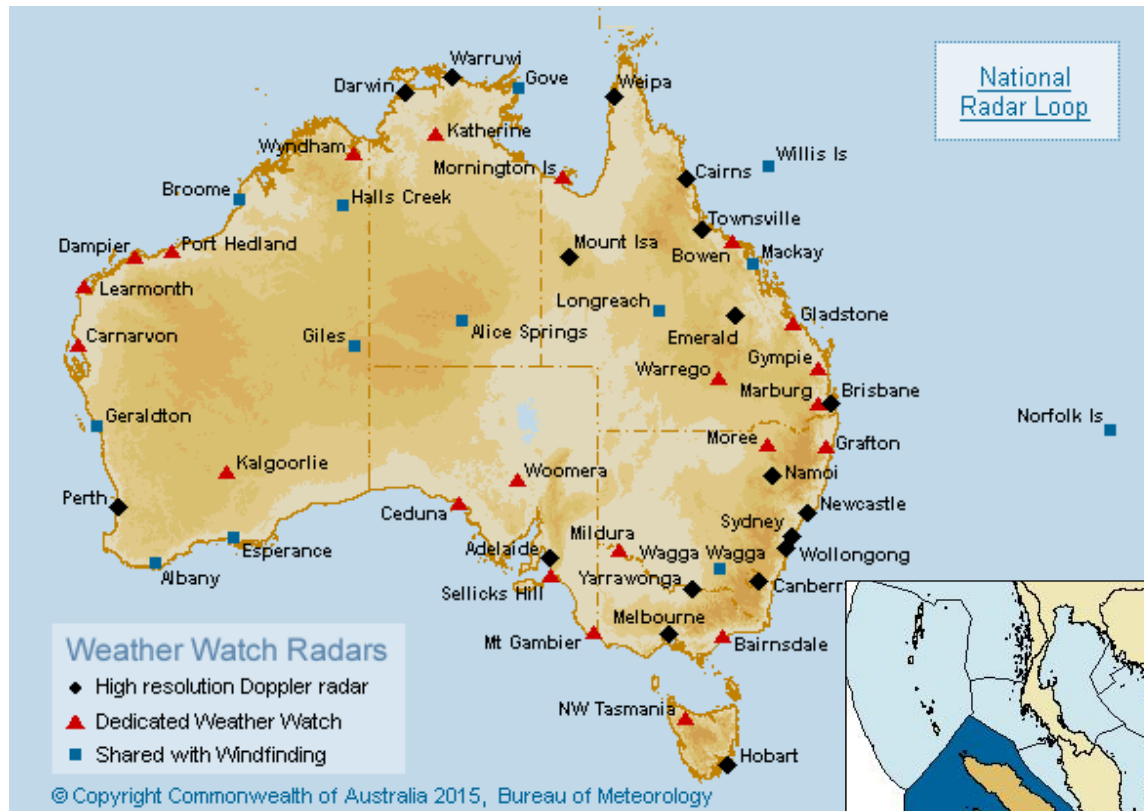 Warruwi
Darwin
Gove
Weipa
National
Radar Loop
Katherine
Wyndham
Mornington Is
Willis Is
Cairns
Broome
Halls Creek
Townsville
Dampier
Port Hedland
Mount Isa
Bowen
Mackay
Learmonth
Longreach
Gladstone
Carnarvon
Giles
Alice Springs
Emerald
Gympie
Warrego
Marburg
Brisbane
Geraldton
Norfolk Is
Moree
Grafton
Kalgoorlie
Woomera
Namoi
Perth
Ceduna
Newcastle
Sydney
Mildura
Esperance
Adelaide
Wagga Wagga
Wollongong
Albany
Sellicks Hill
Yarrawonga
Canberr
Melbourne
Mt Gambier
Bairnsdale
Weather Watch Radars
High resolution Doppler radar
Dedicated Weather Watch
Shared with Windfinding
NW Tasmania
Hobart
© Copyright Commonwealth of Australia 2015, Bureau of Meteorology